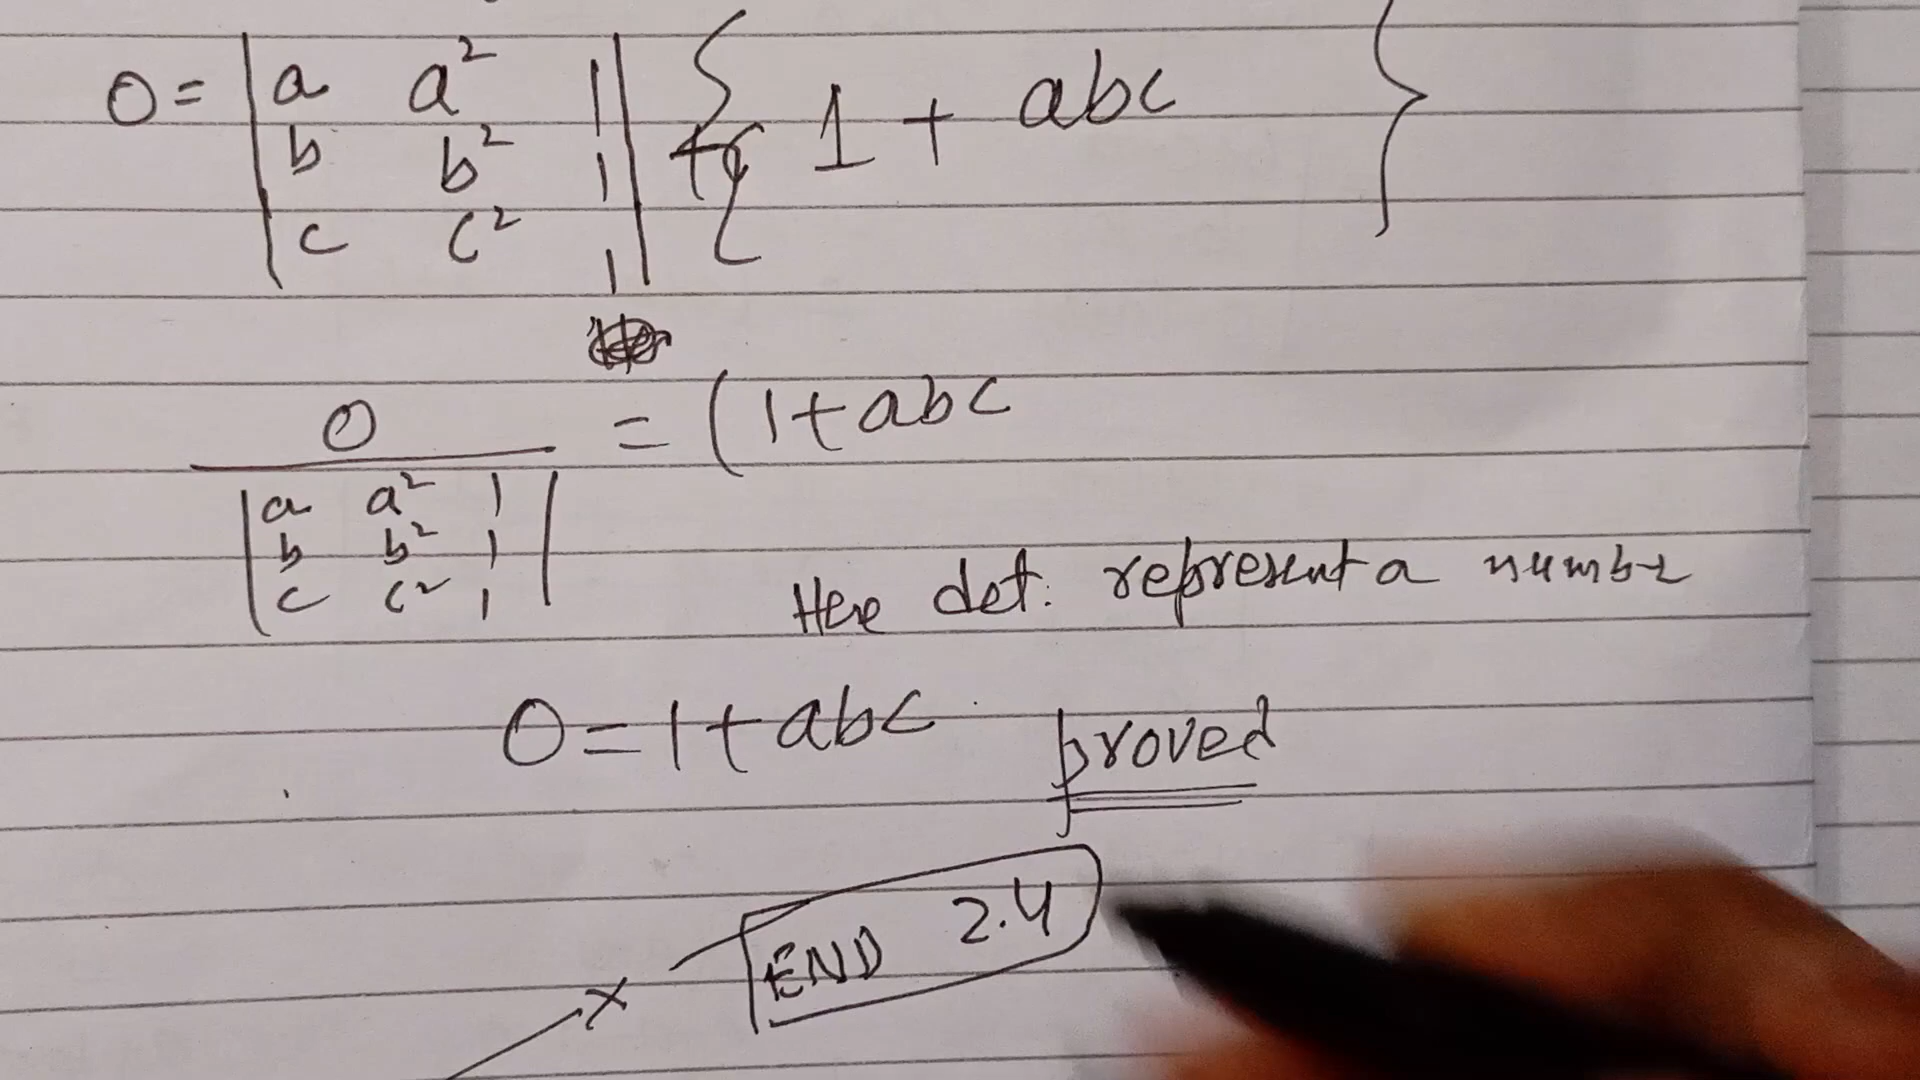 0 = | a a² 1 | { 1 + abc }
b b² 1
c c² 1
0 = (1+abc
a a² 1
b b² 1
c c² 1
Here det. represent a number
0 = 1 + abc proved
END 2.4
x